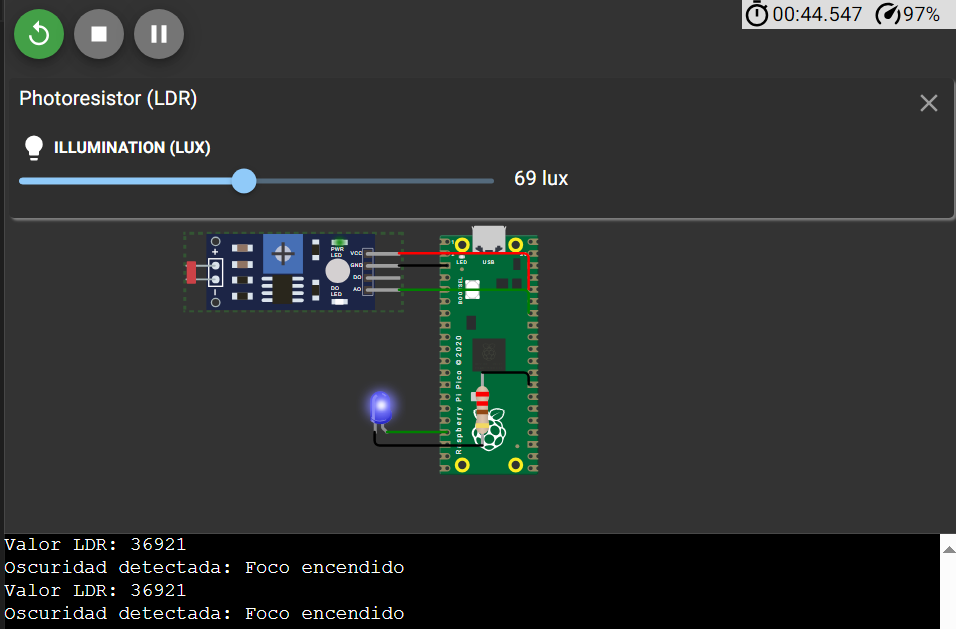 00:44.547 97%
Photoresistor (LDR)
ILLUMINATION (LUX)
69 lux
PWR
LED
VCC
GND
DO
AO
DO
LED
LED
USB
BOOTSEL
Raspberry Pi Pico ©2020
Valor LDR: 36921
Oscuridad detectada: Foco encendido
Valor LDR: 36921
Oscuridad detectada: Foco encendido